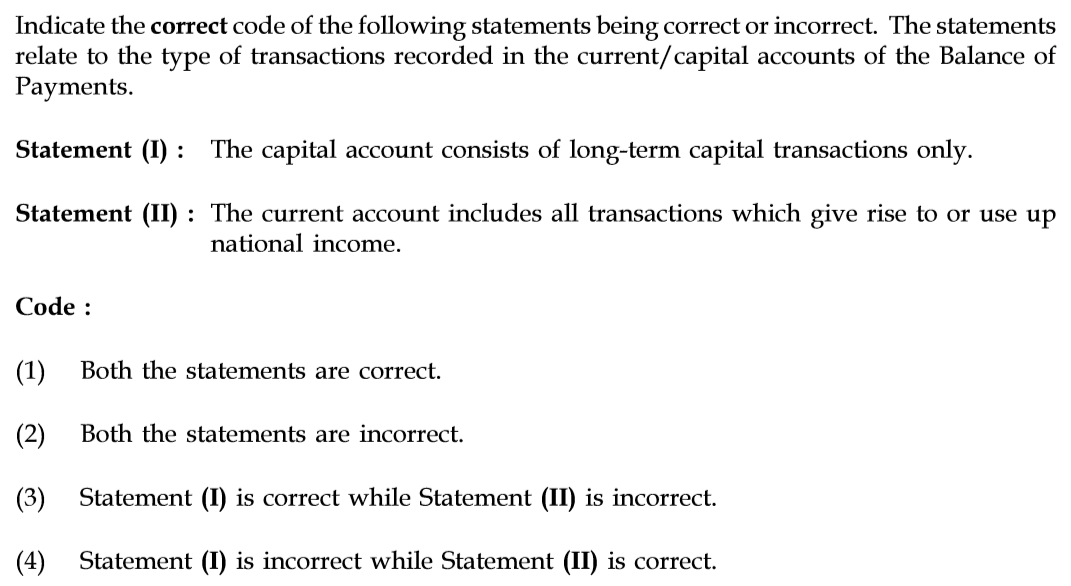 Indicate the correct code of the following statements being correct or incorrect. The statements
relate to the type of transactions recorded in the current/capital accounts of the Balance of
Payments.
Statement (I) : The capital account consists of long-term capital transactions only.
Statement (II) : The current account includes all transactions which give rise to or use up
national income.
Code :
(1) Both the statements are correct.
(2) Both the statements are incorrect.
(3) Statement (I) is correct while Statement (II) is incorrect.
(4) Statement (I) is incorrect while Statement (II) is correct.